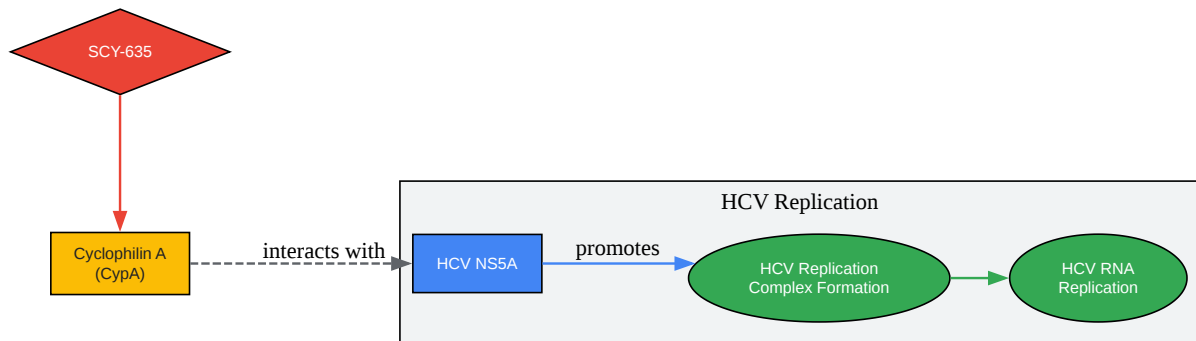 SCY-635
HCV Replication
Cyclophilin A
(CypA)
interacts with
HCV NS5A
promotes
HCV Replication
Complex Formation
HCV RNA
Replication